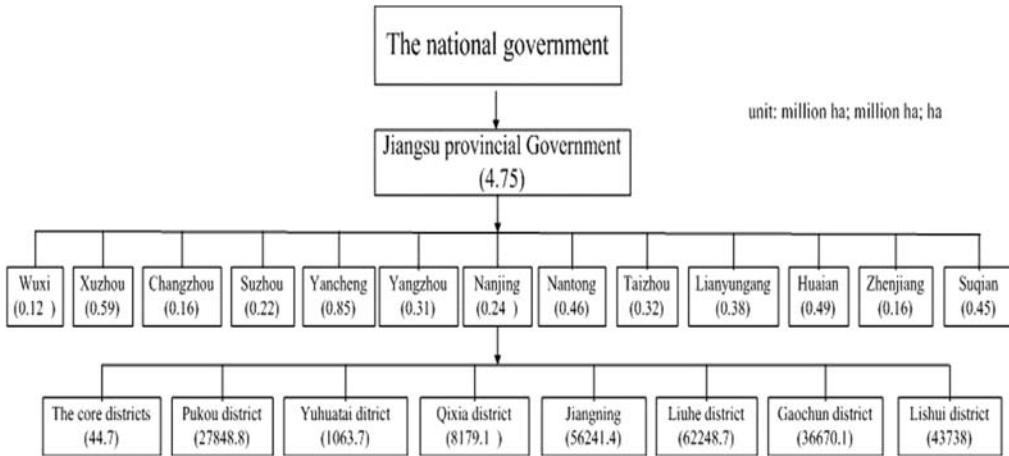 The national government
unit: million ha; million ha; ha
Jiangsu provincial Government
(4.75)
Wuxi
(0.12 )
Xuzhou
(0.59)
Changzhou
(0.16)
Suzhou
(0.22)
Yancheng
(0.85)
Yangzhou
(0.31)
Nanjing
(0.24 )
Nantong
(0.46)
Taizhou
(0.32)
Lianyungang
(0.38)
Huaian
(0.49)
Zhenjiang
(0.16)
Suqian
(0.45)
The core districts
(44.7)
Pukou district
(27848.8)
Yuhuatai ditrict
(1063.7)
Qixia district
(8179.1 )
Jiangning
(56241.4)
Liuhe district
(62248.7)
Gaochun district
(36670.1)
Lishui district
(43738)